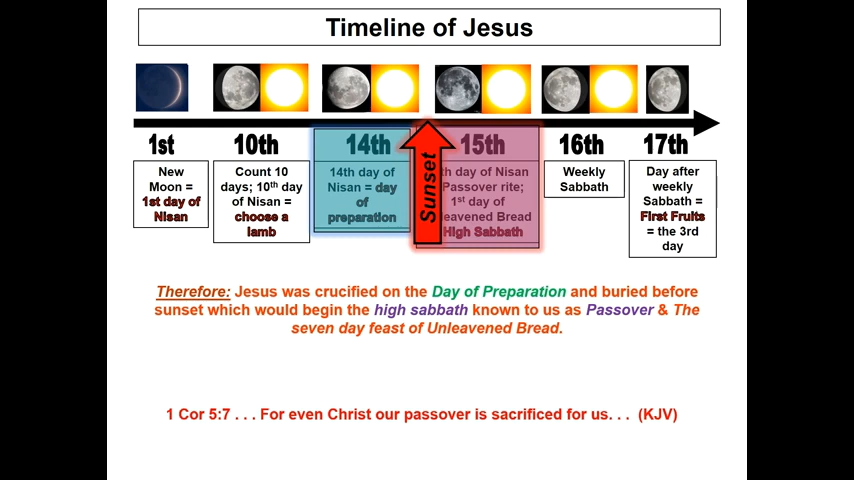 Timeline of Jesus
1st
10th
14th
15th
16th
17th
New
Moon =
1st day of
Nisan
Count 10
days; 10th day
of Nisan =
choose a
lamb
14th day of
Nisan = day
of
preparation
Sunset
th day of Nisan
Passover rite;
1st day of
leavened Bread
High Sabbath
Weekly
Sabbath
Day after
weekly
Sabbath =
First Fruits
= the 3rd
day
Therefore: Jesus was crucified on the Day of Preparation and buried before
sunset which would begin the high sabbath known to us as Passover & The
seven day feast of Unleavened Bread.
1 Cor 5:7 . . . For even Christ our passover is sacrificed for us. . . (KJV)